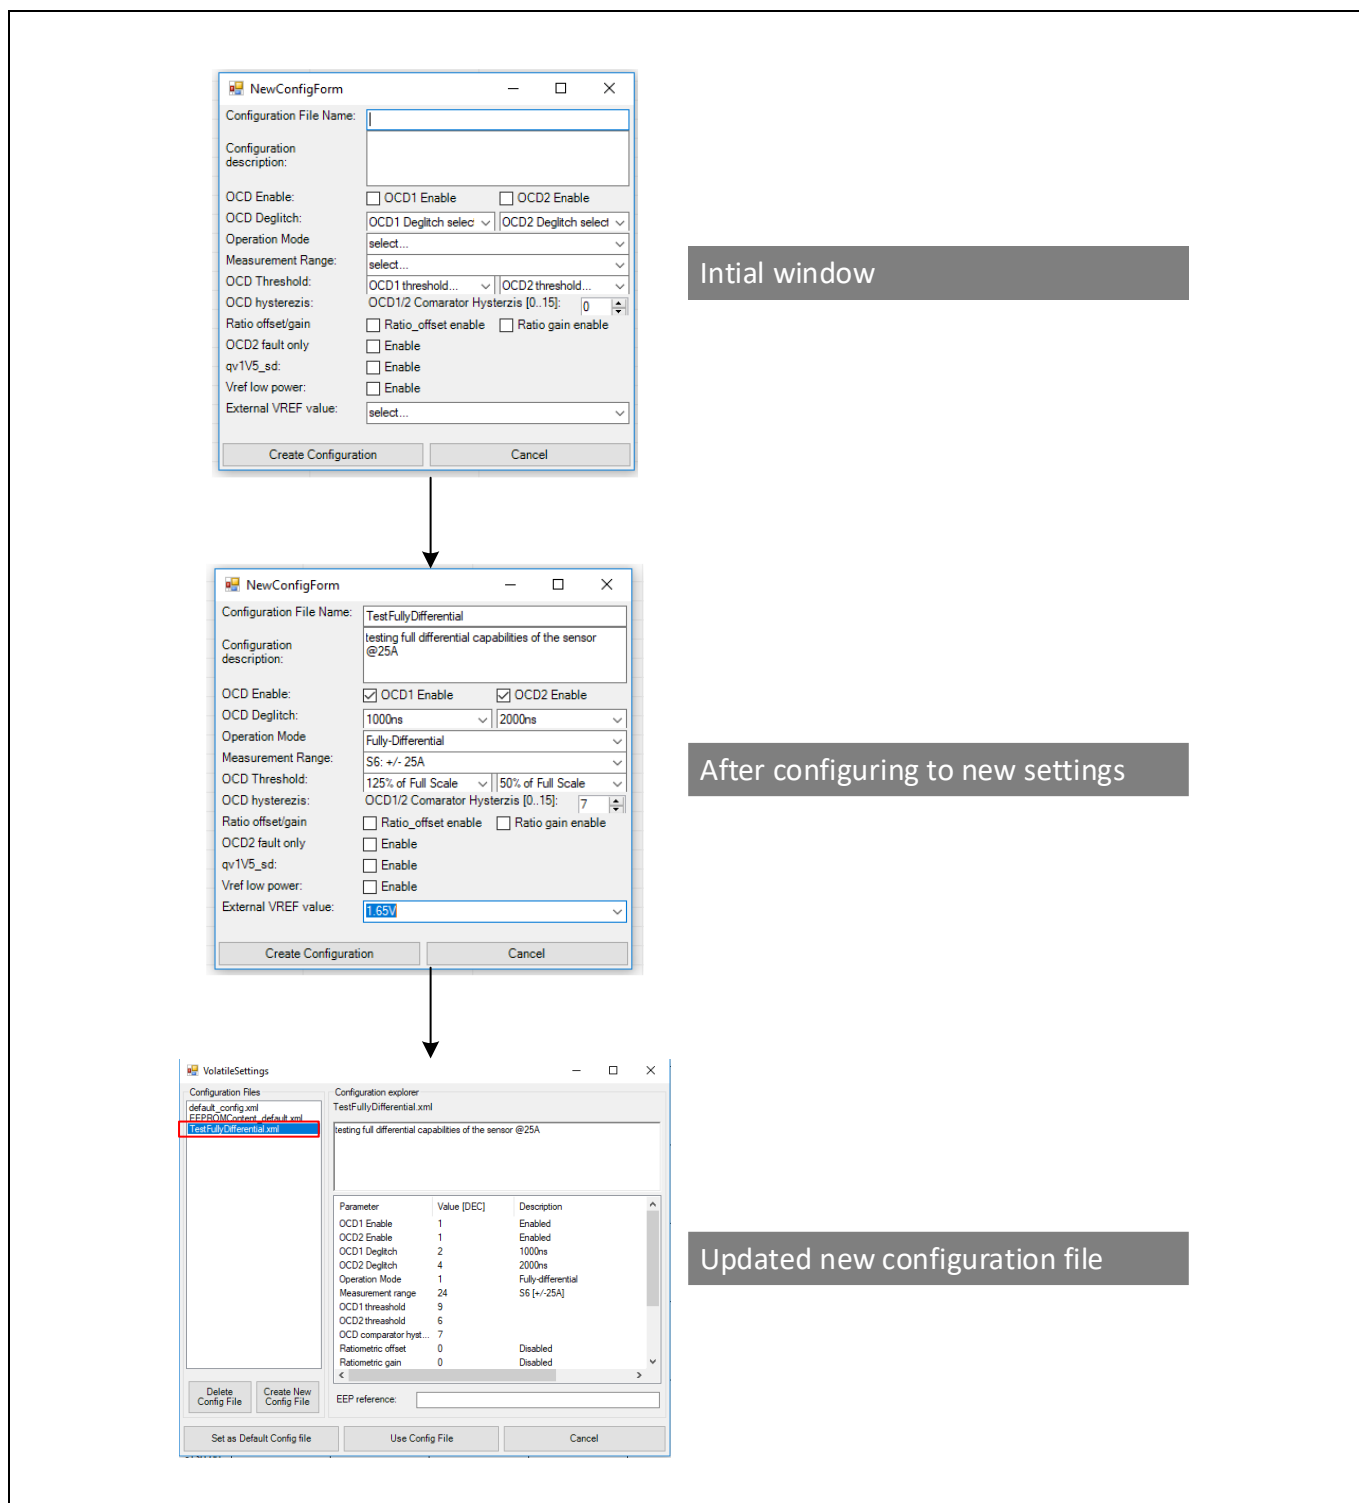 NewConfigForm
Configuration File Name:
Configuration
description:
OCD Enable: OCD1 Enable OCD2 Enable
OCD Deglitch: OCD1 Deglitch selec OCD2 Deglitch select
Operation Mode select...
Measurement Range: select...
OCD Threshold: OCD1 threshold... OCD2 threshold...
OCD hysterezis: OCD1/2 Comarator Hysterzis [0..15]: 0
Ratio offset/gain Ratio_offset enable Ratio gain enable
OCD2 fault only Enable
qv1V5_sd: Enable
Vref low power: Enable
External VREF value: select...
Create Configuration Cancel
Intial window
NewConfigForm
Configuration File Name: TestFullyDifferential
Configuration
description:
testing full differential capabilities of the sensor
@25A
OCD Enable: OCD1 Enable OCD2 Enable
OCD Deglitch: 1000ns 2000ns
Operation Mode Fully-Differential
Measurement Range: S6: +/- 25A
OCD Threshold: 125% of Full Scale 50% of Full Scale
OCD hysterezis: OCD1/2 Comarator Hysterzis [0..15]: 7
Ratio offset/gain Ratio_offset enable Ratio gain enable
OCD2 fault only Enable
qv1V5_sd: Enable
Vref low power: Enable
External VREF value: 1.65V
Create Configuration Cancel
After configuring to new settings
VolatileSettings
Configuration Files
default_config.xml
EEPROMContent_default.xml
TestFullyDifferential.xml
Delete
Config File
Create New
Config File
Configuration explorer
TestFullyDifferential.xml
testing full differential capabilities of the sensor @25A
Parameter Value [DEC] Description
OCD1 Enable 1 Enabled
OCD2 Enable 1 Enabled
OCD1 Deglitch 2 1000ns
OCD2 Deglitch 4 2000ns
Operation Mode 1 Fully-differential
Measurement range 24 S6 [+/-25A]
OCD1 threashold 9
OCD2 threashold 6
OCD comparator hyst... 7
Ratiometric offset 0 Disabled
Ratiometric gain 0 Disabled
EEP reference:
Set as Default Config file Use Config File Cancel
Updated new configuration file